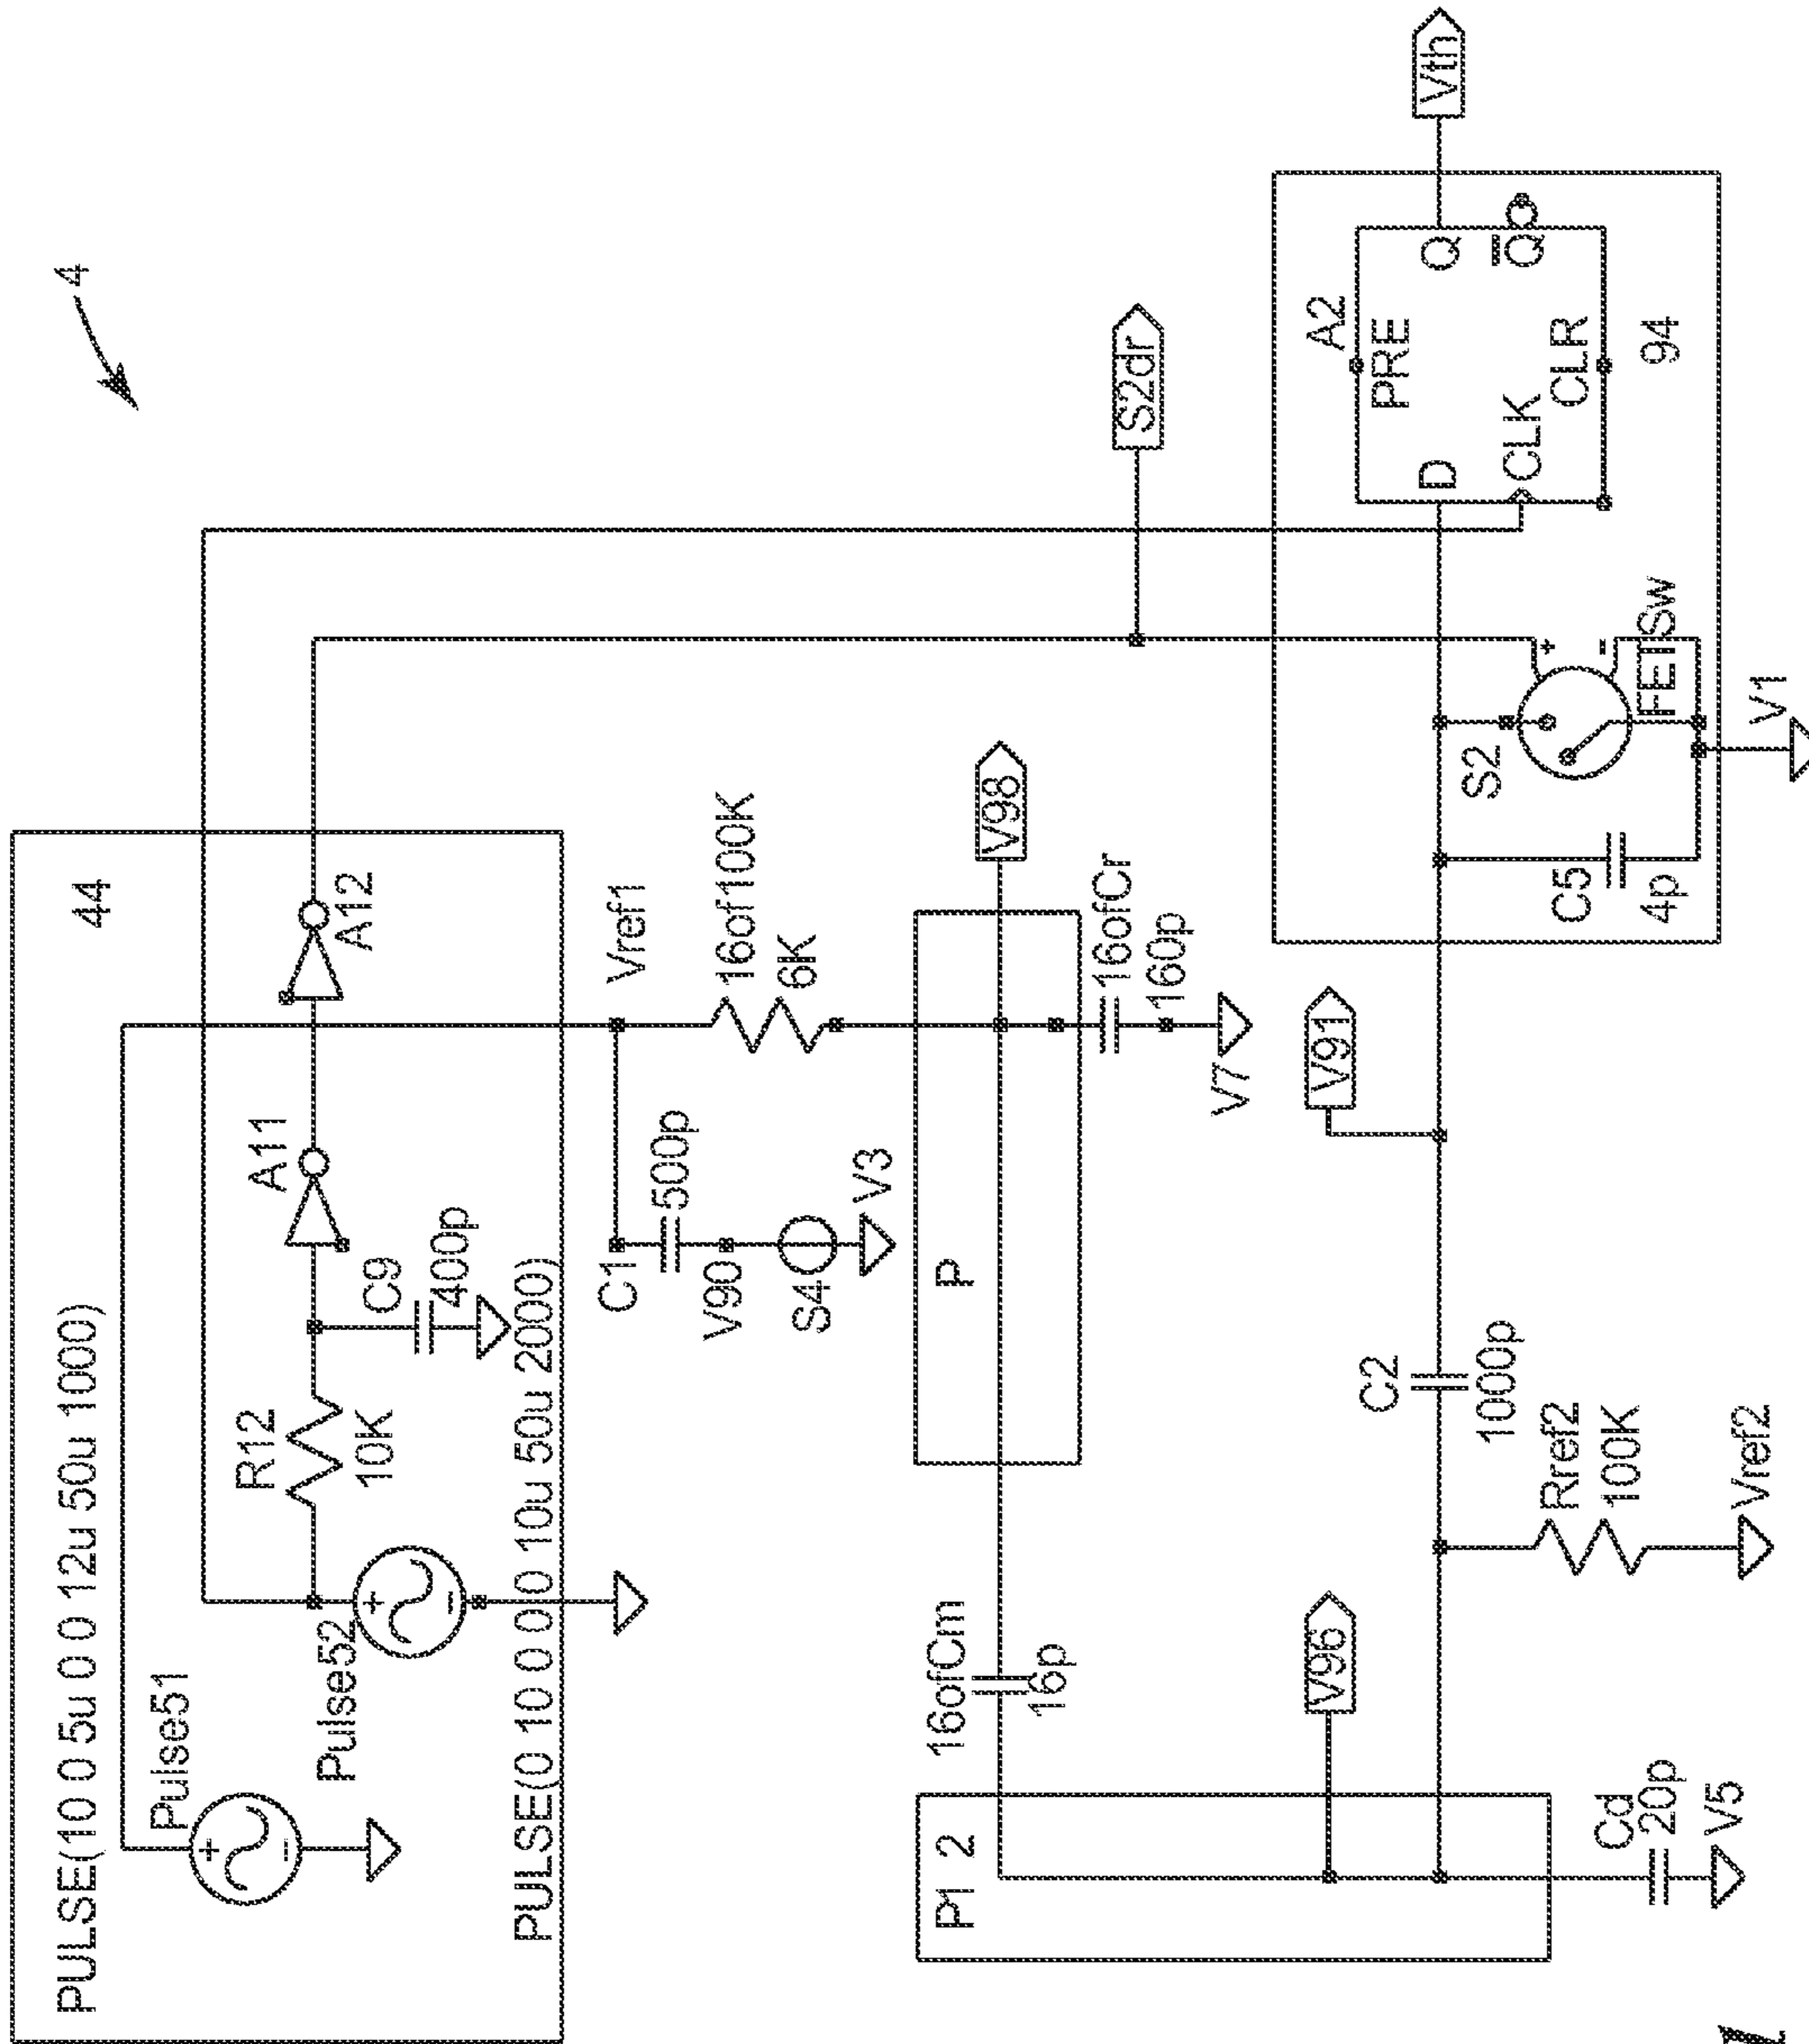 4
44
PULSE(10 0 5u 0 0 12u 50u 1000)
Pulse51
+
−
Pulse52
+
−
PULSE(0 10 0 0 0 10u 50u 2000)
R12
10K
C9
400p
A11
A12
Vref1
C1
500p
V90
S4
V3
16of100K
6K
S2dr
V98
P
16ofCr
160p
V7
16ofCm
16p
P1 2
V96
Cd
20p
V5
C2
1000p
Rref2
100K
Vref2
V91
C5
4p
S2
+
−
FETSw
V1
A2
PRE
D
Q
Q̅
CLK
CLR
94
Vth